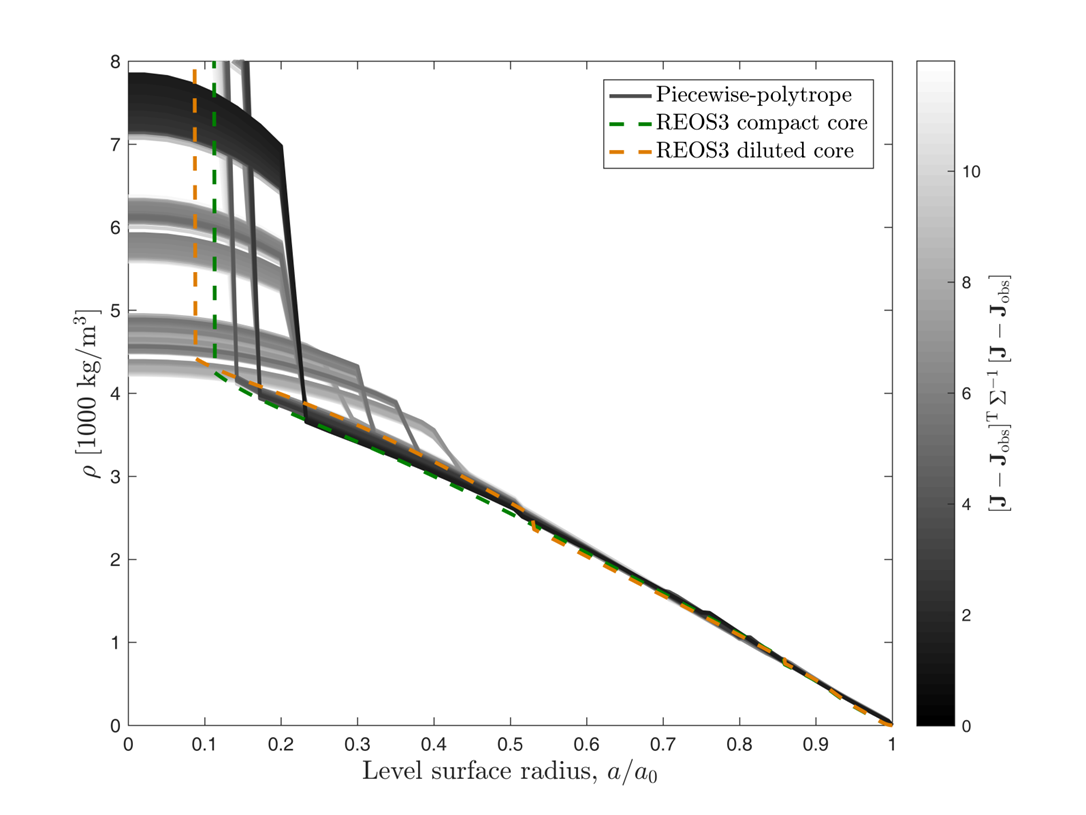 8
7
6
5
4
3
2
1
0
ρ [1000 kg/m³]
0 0.1 0.2 0.3 0.4 0.5 0.6 0.7 0.8 0.9 1
Level surface radius, a/a₀
Piecewise-polytrope
REOS3 compact core
REOS3 diluted core
10
8
6
4
2
0
[J − J_obs]ᵀ Σ⁻¹ [J − J_obs]